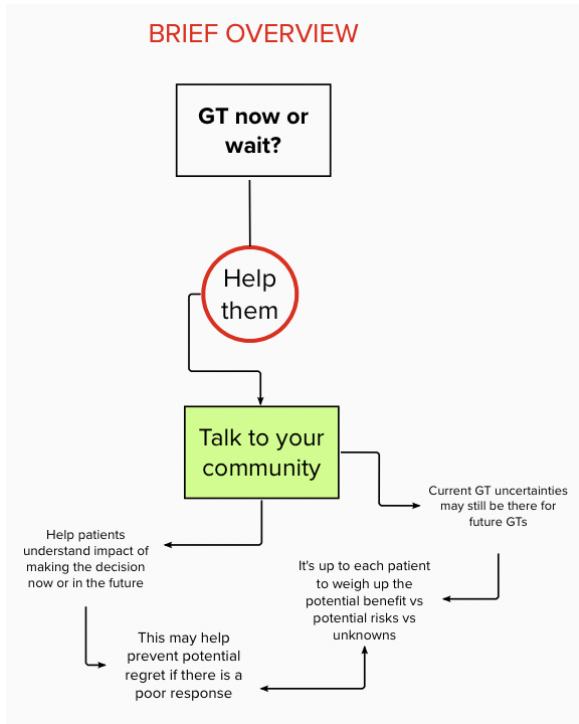 BRIEF OVERVIEW
GT now or
wait?
Help
them
Talk to your
community
Current GT uncertainties
may still be there for
future GTs
Help patients
understand impact of
making the decision
now or in the future
It's up to each patient
to weigh up the
potential benefit vs
potential risks vs
unknowns
This may help
prevent potential
regret if there is a
poor response